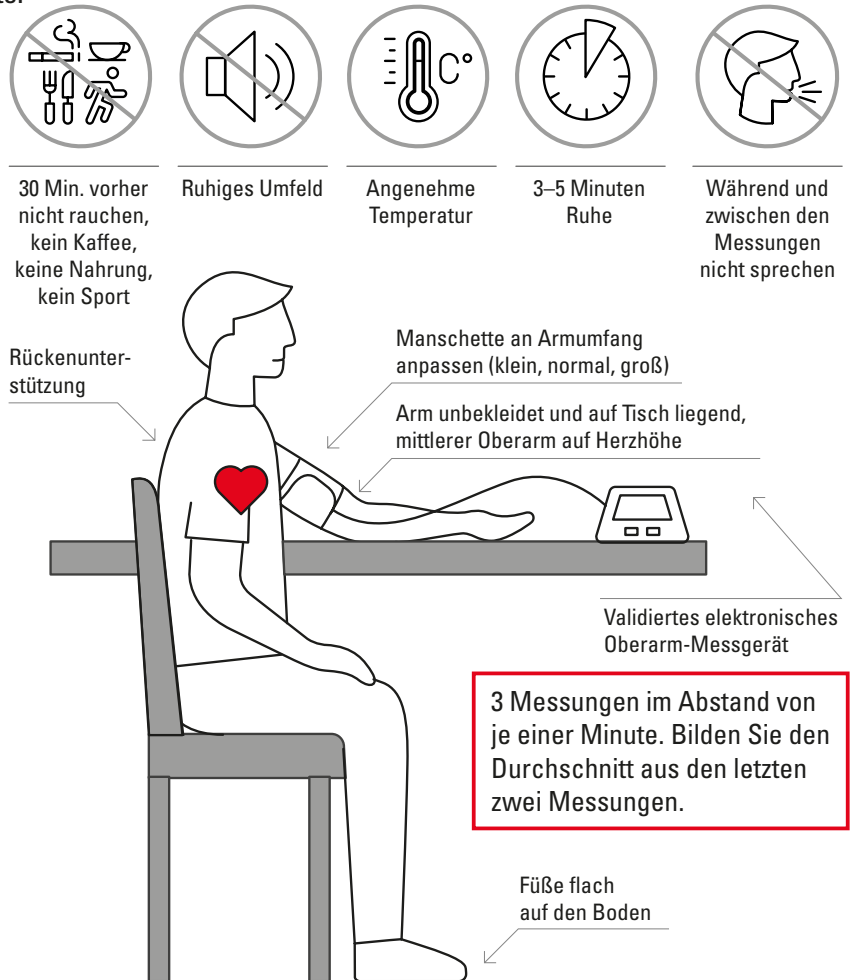 30 Min. vorher
nicht rauchen,
kein Kaffee,
keine Nahrung,
kein Sport
Ruhiges Umfeld
C°
Angenehme
Temperatur
3–5 Minuten
Ruhe
Während und
zwischen den
Messungen
nicht sprechen
Rückenunter-
stützung
Manschette an Armumfang
anpassen (klein, normal, groß)
Arm unbekleidet und auf Tisch liegend,
mittlerer Oberarm auf Herzhöhe
Validiertes elektronisches
Oberarm-Messgerät
3 Messungen im Abstand von
je einer Minute. Bilden Sie den
Durchschnitt aus den letzten
zwei Messungen.
Füße flach
auf den Boden